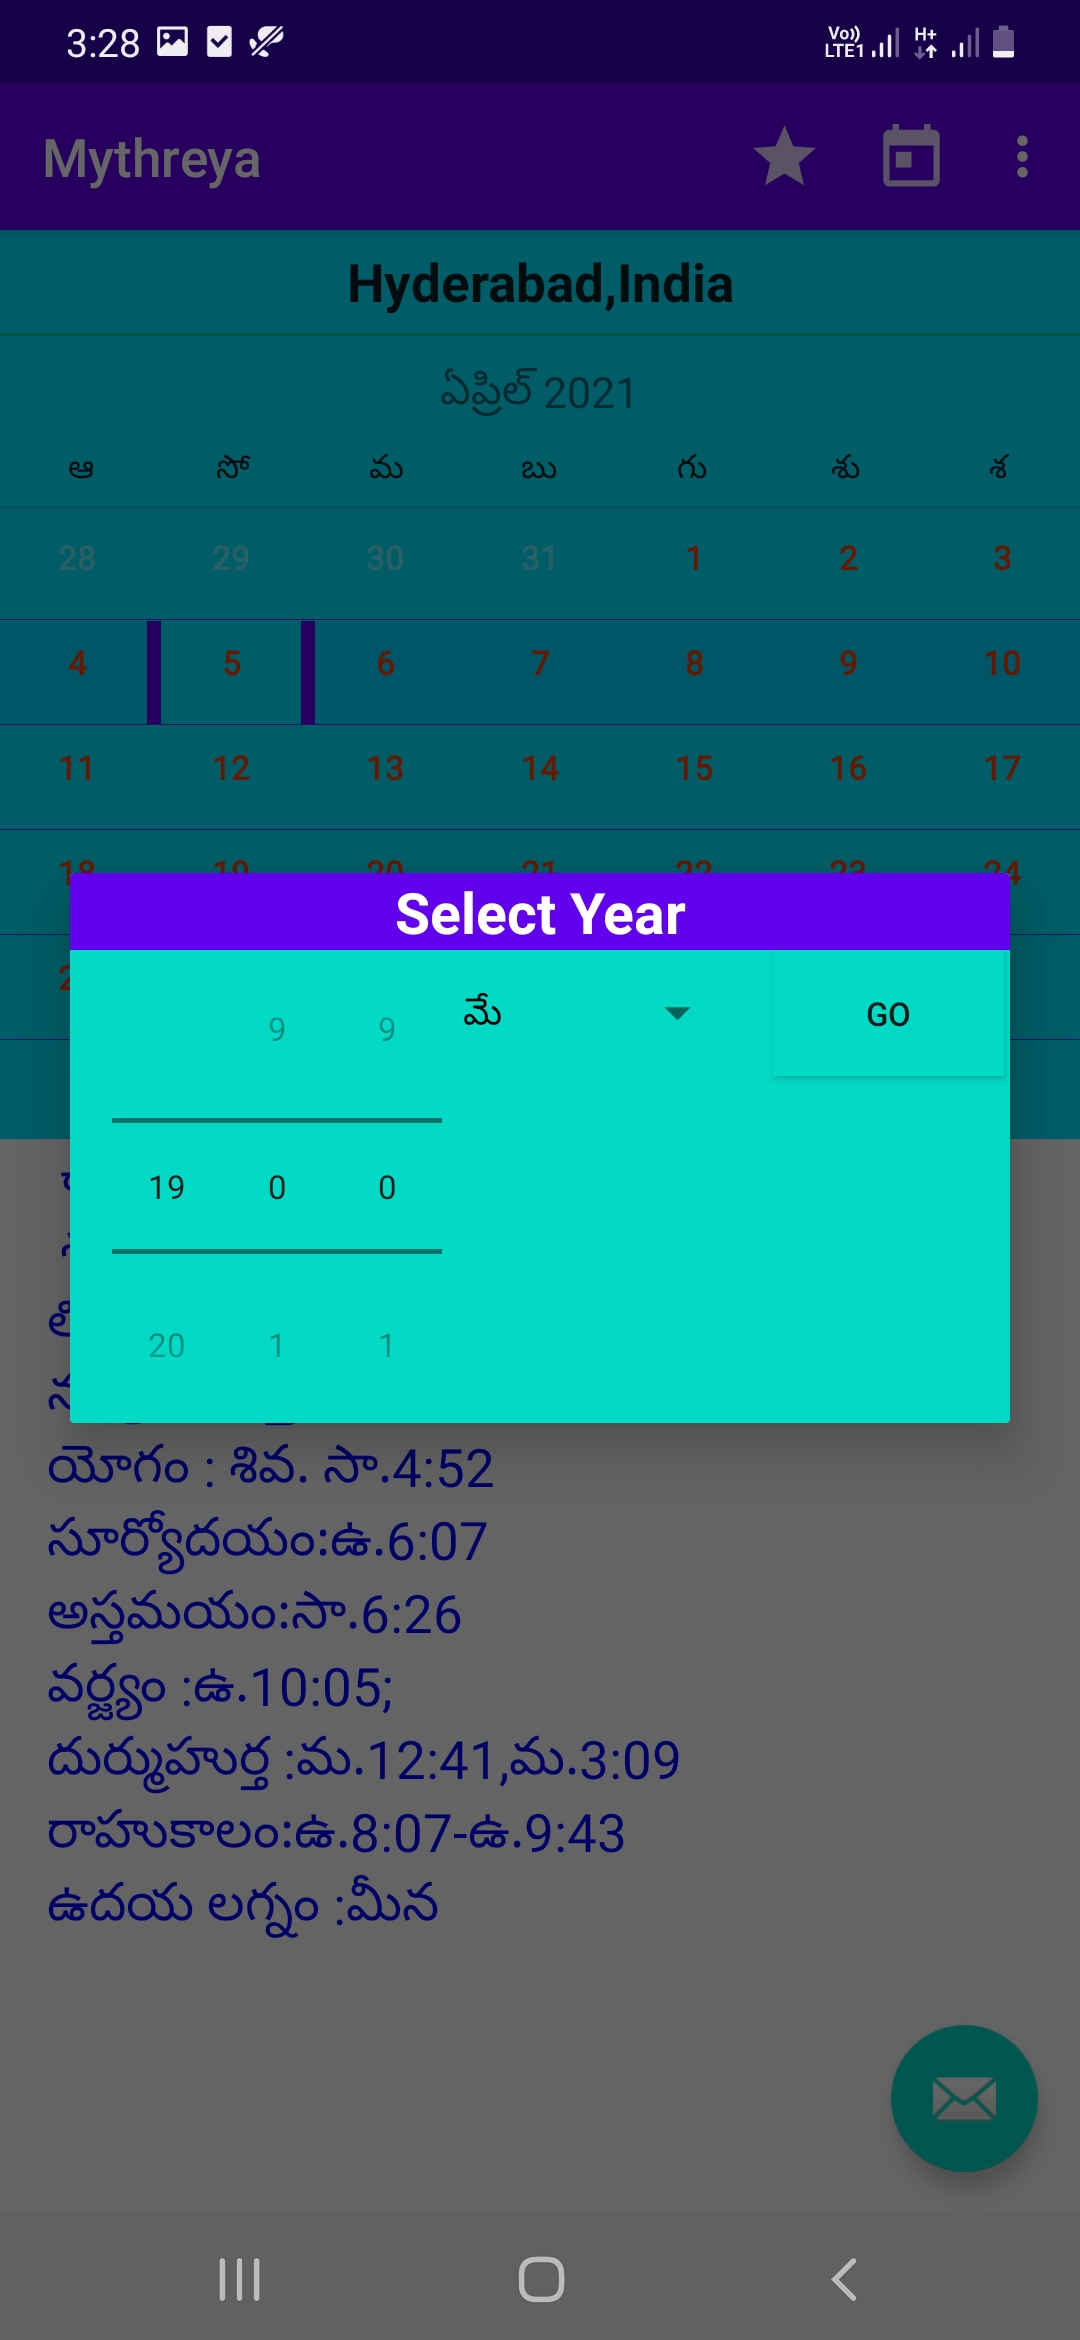 3:28 Vo)) LTE1 H+
Mythreya
Hyderabad,India
ఏప్రిల్ 2021
ఆ సో మ బు గు శు శ
28 29 30 31 1 2 3
4 5 6 7 8 9 10
11 12 13 14 15 16 17
18 19 20 21 22 23 24
Select Year
9 9 మే GO
19 0 0
20 1 1
యోగం : శివ. సా.4:52
సూర్యోదయం:ఉ.6:07
అస్తమయం:సా.6:26
వర్జ్యం :ఉ.10:05;
దుర్ముహుర్త :మ.12:41,మ.3:09
రాహుకాలం:ఉ.8:07-ఉ.9:43
ఉదయ లగ్నం :మీన